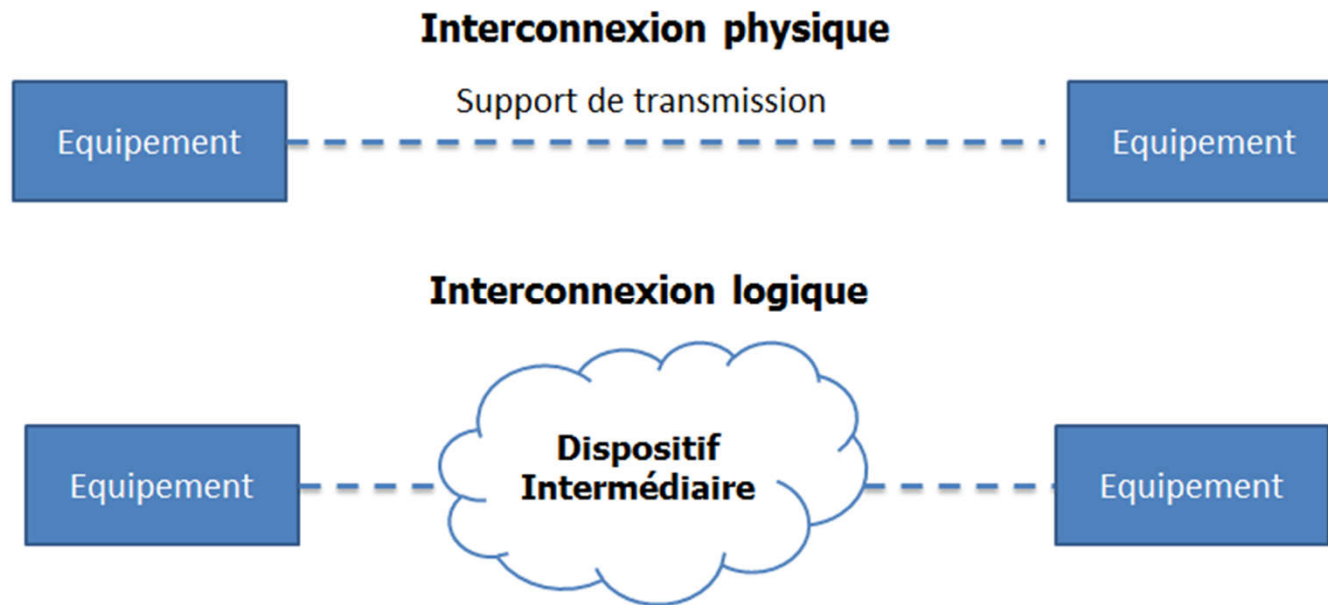 Interconnexion physique
Support de transmission
Equipement
Equipement
Interconnexion logique
Dispositif
Intermédiaire
Equipement
Equipement